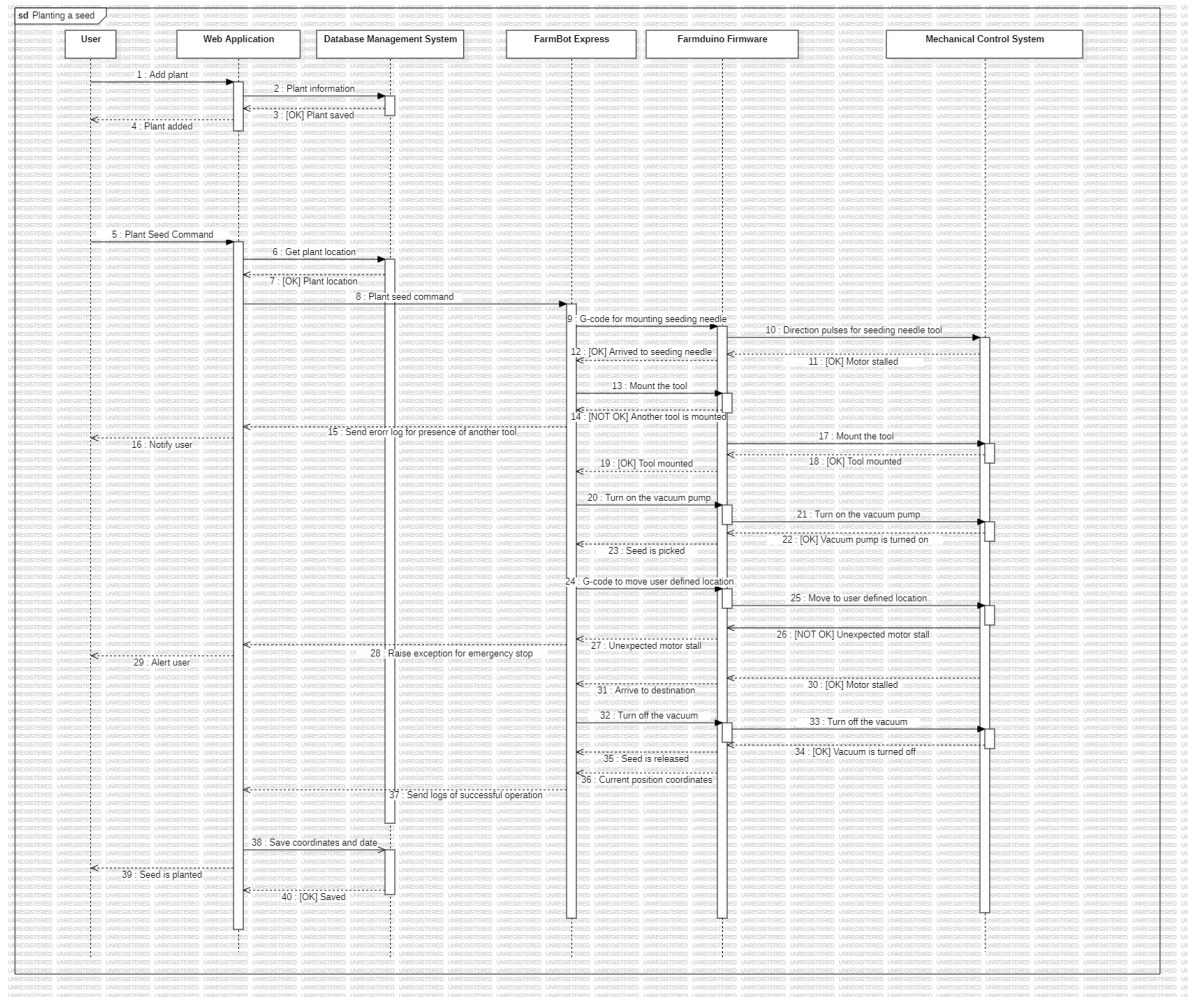 sd Planting a seed
User
Web Application
Database Management System
FarmBot Express
Farmduino Firmware
Mechanical Control System
1 : Add plant
2 : Plant information
3 : [OK] Plant saved
4 : Plant added
5 : Plant Seed Command
6 : Get plant location
7 : [OK] Plant location
8 : Plant seed command
9 : G-code for mounting seeding needle
10 : Direction pulses for seeding needle tool
12 : [OK] Arrived to seeding needle
11 : [OK] Motor stalled
13 : Mount the tool
14 : [NOT OK] Another tool is mounted
15 : Send erorr log for presence of another tool
16 : Notify user
17 : Mount the tool
18 : [OK] Tool mounted
19 : [OK] Tool mounted
20 : Turn on the vacuum pump
21 : Turn on the vacuum pump
22 : [OK] Vacuum pump is turned on
23 : Seed is picked
24 : G-code to move user defined location
25 : Move to user defined location
26 : [NOT OK] Unexpected motor stall
27 : Unexpected motor stall
28 : Raise exception for emergency stop
29 : Alert user
30 : [OK] Motor stalled
31 : Arrive to destination
32 : Turn off the vacuum
33 : Turn off the vacuum
34 : [OK] Vacuum is turned off
35 : Seed is released
36 : Current position coordinates
37 : Send logs of successful operation
38 : Save coordinates and date
39 : Seed is planted
40 : [OK] Saved
UNREGISTERED